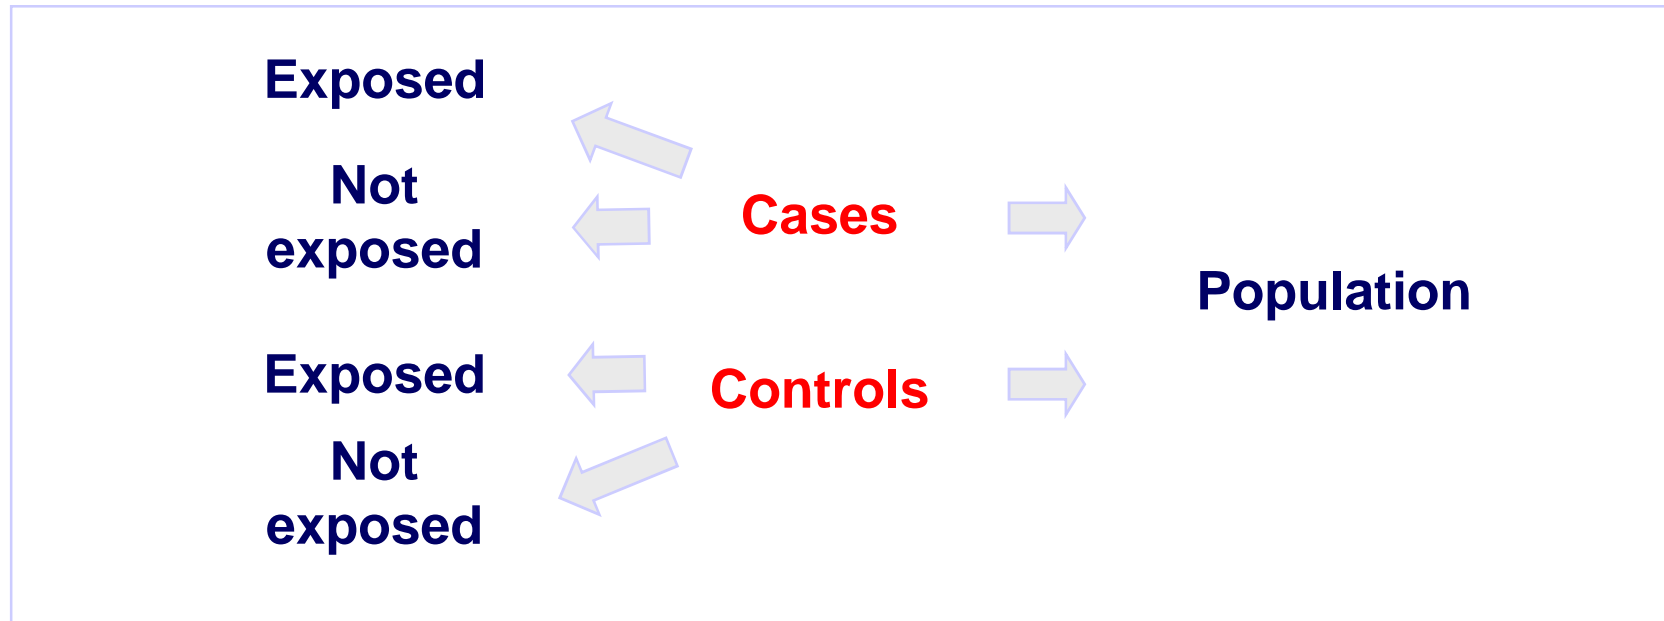 Exposed
Not
exposed
Cases
Population
Exposed
Controls
Not
exposed